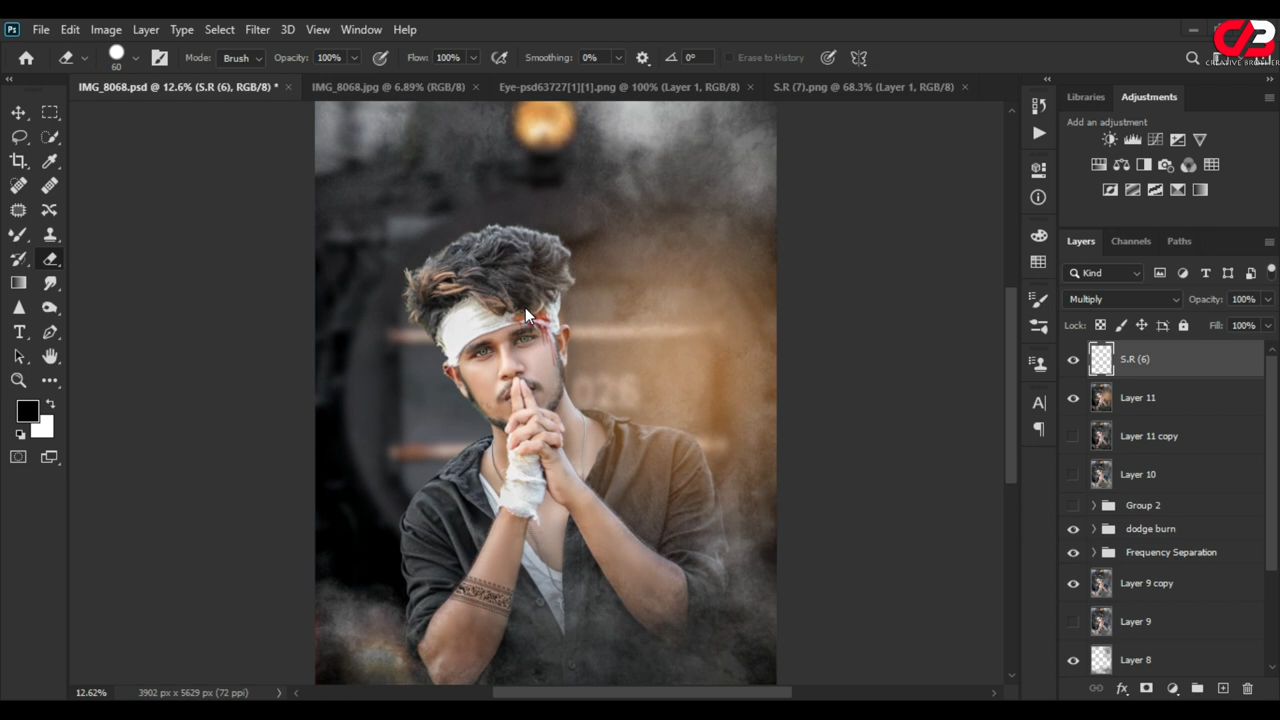 Ps File Edit Image Layer Type Select Filter 3D View Window Help
CREATIVE BROTHER
60 Mode: Brush Opacity: 100% Flow: 100% Smoothing: 0% 0° Erase to History
IMG_8068.psd @ 12.6% (S.R (6), RGB/8) * × IMG_8068.jpg @ 6.89% (RGB/8) × Eye-psd63727[1][1].png @ 100% (Layer 1, RGB/8) × S.R (7).png @ 68.3% (Layer 1, RGB/8) ×
Libraries Adjustments
Add an adjustment
Layers Channels Paths
Kind
Multiply Opacity: 100%
Lock: Fill: 100%
S.R (6)
Layer 11
Layer 11 copy
Layer 10
Group 2
dodge burn
Frequency Separation
Layer 9 copy
Layer 9
Layer 8
026
12.62% 3902 px x 5629 px (72 ppi)